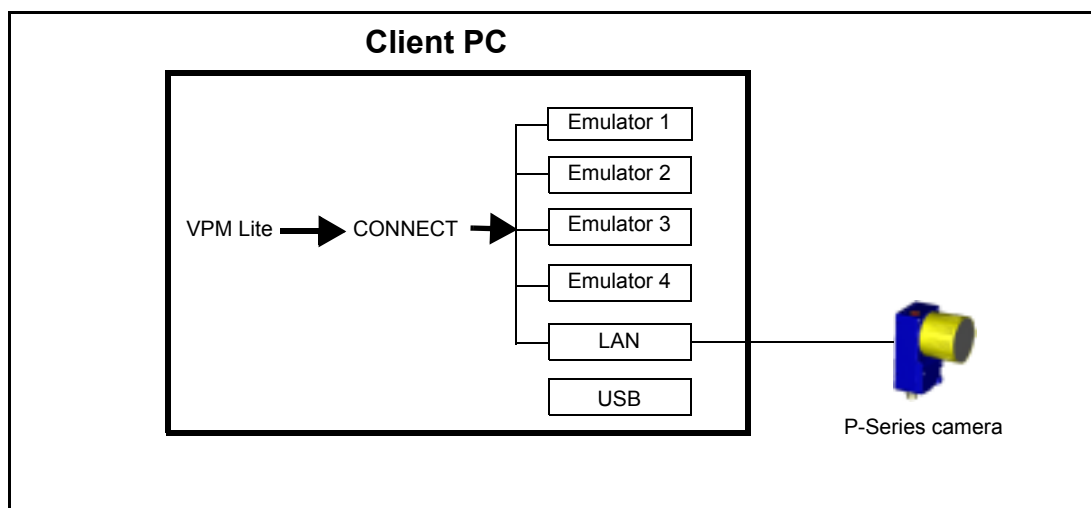 Client PC
Emulator 1
Emulator 2
VPM Lite
CONNECT
Emulator 3
Emulator 4
LAN
USB
P-Series camera